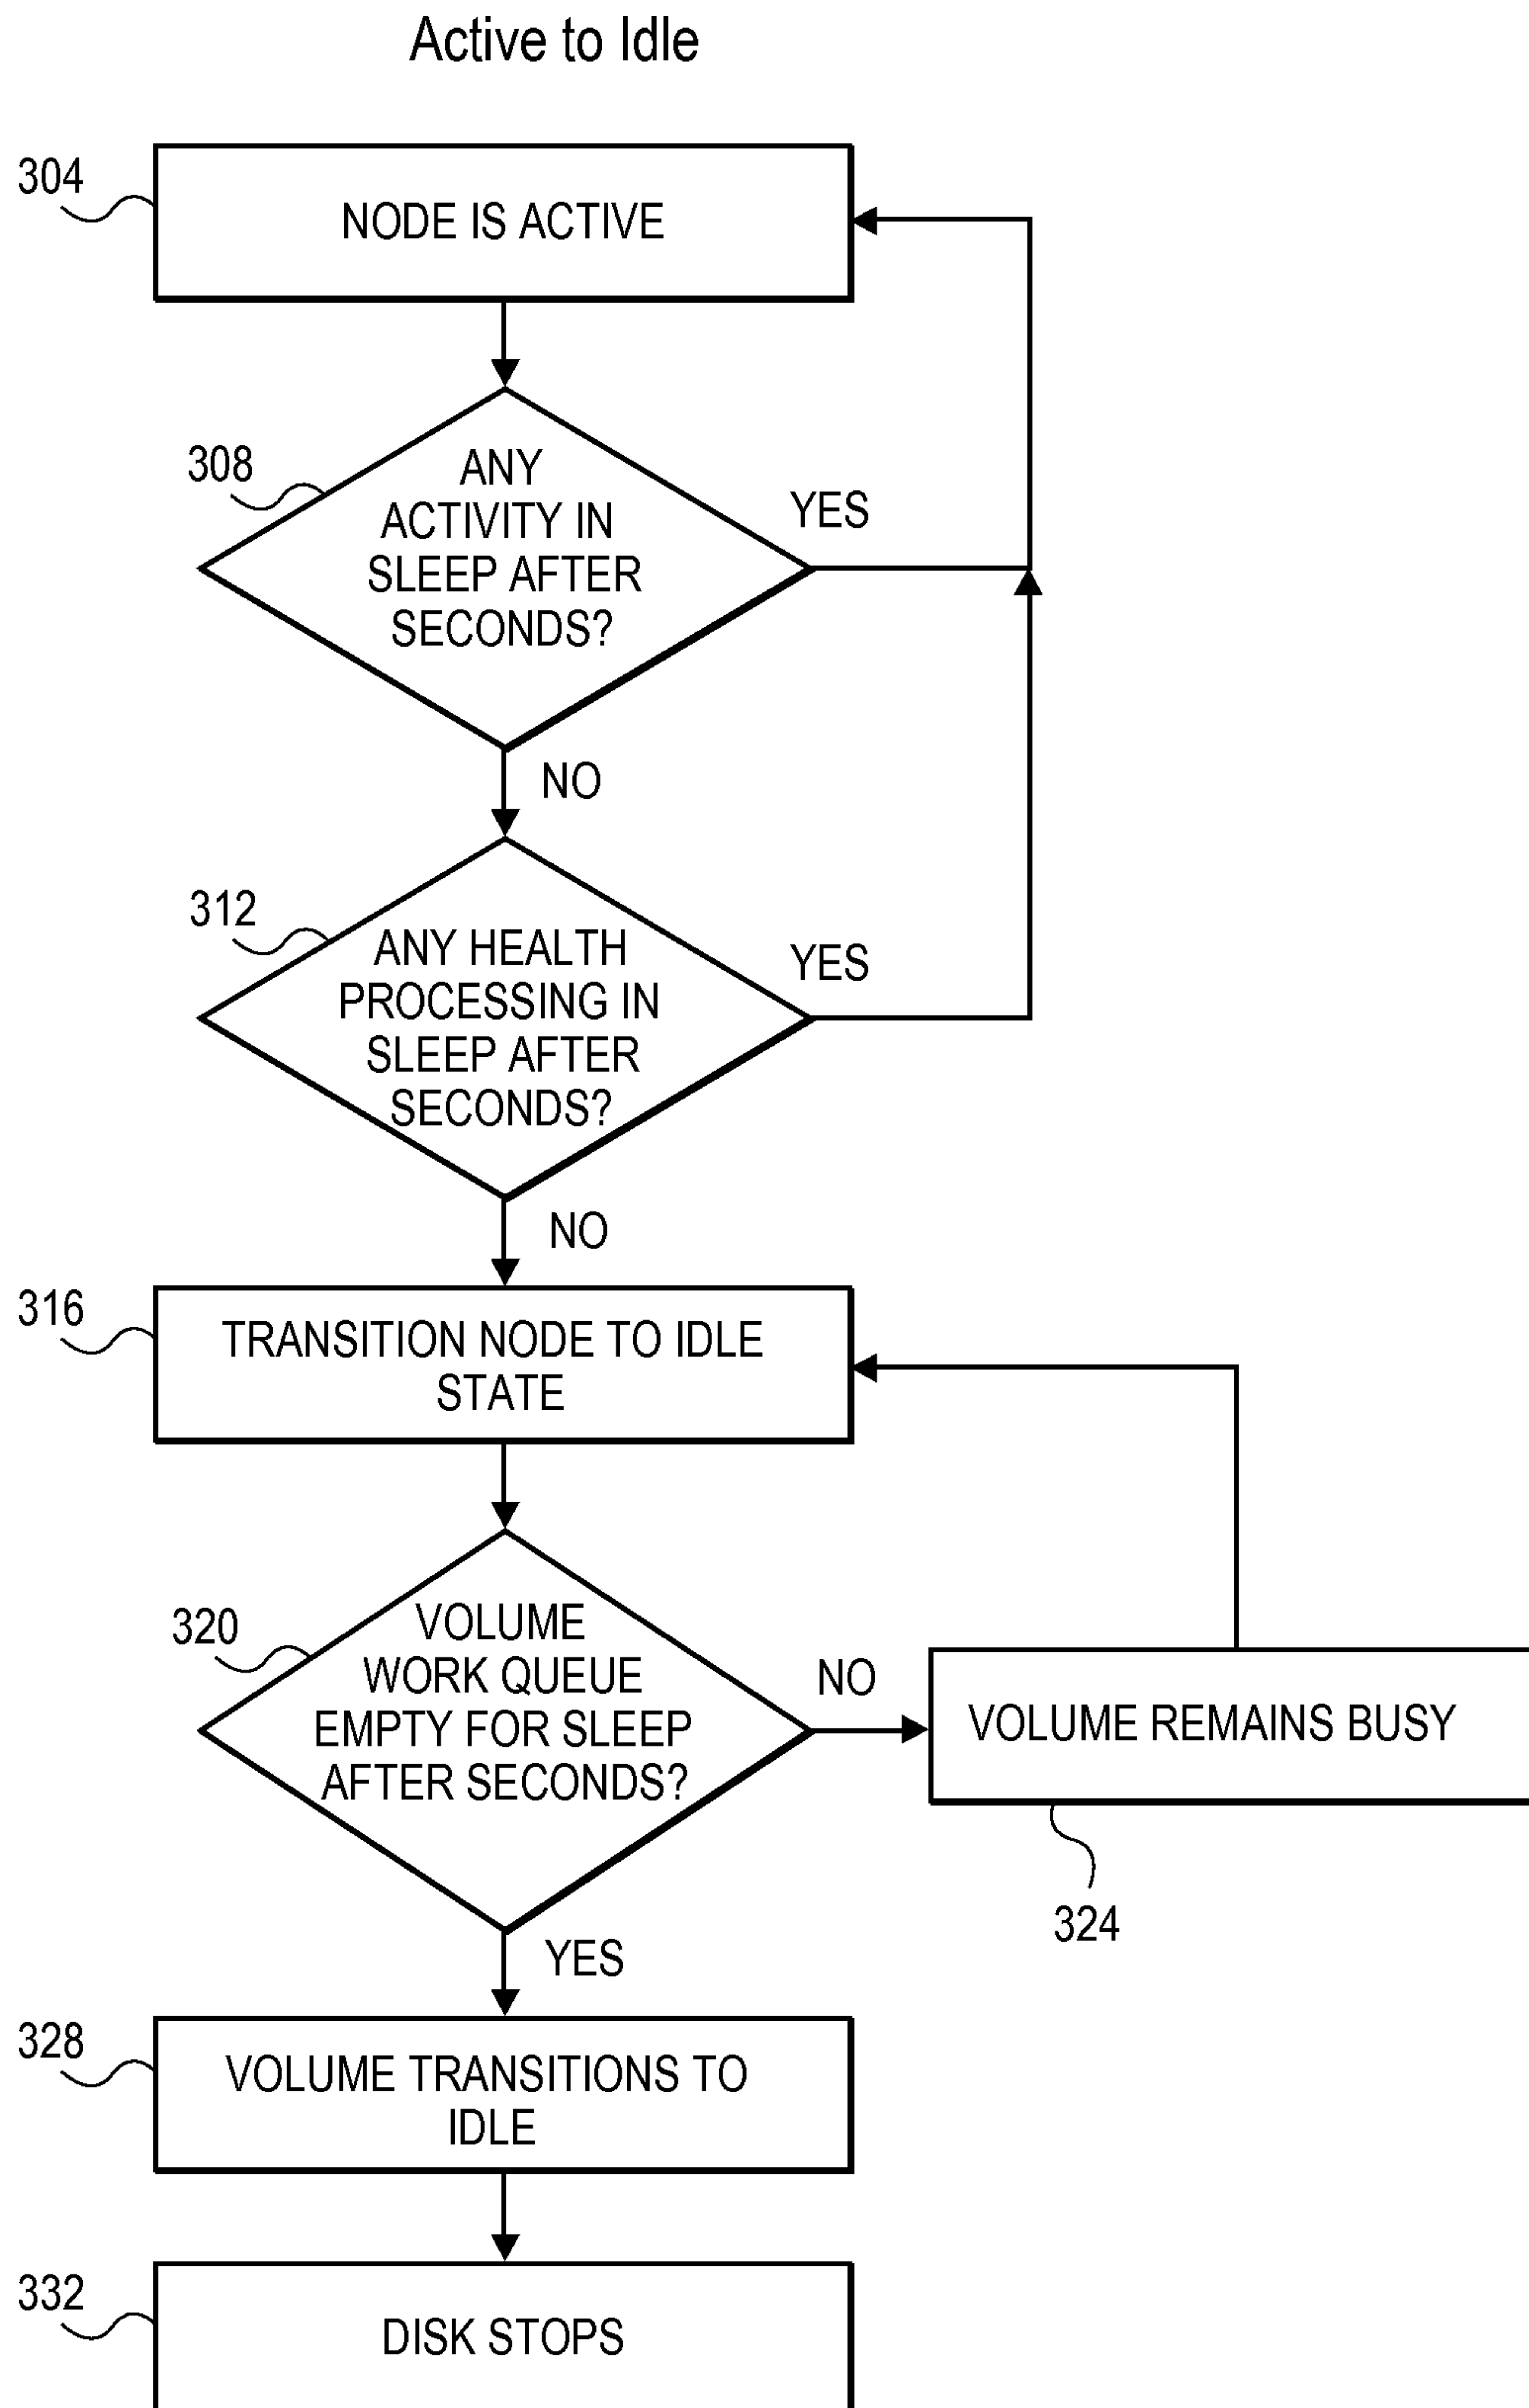 Active to Idle
304
NODE IS ACTIVE
308
ANY
ACTIVITY IN
SLEEP AFTER
SECONDS?
YES
NO
312
ANY HEALTH
PROCESSING IN
SLEEP AFTER
SECONDS?
YES
NO
316
TRANSITION NODE TO IDLE
STATE
320
VOLUME
WORK QUEUE
EMPTY FOR SLEEP
AFTER SECONDS?
NO
VOLUME REMAINS BUSY
324
YES
328
VOLUME TRANSITIONS TO
IDLE
332
DISK STOPS